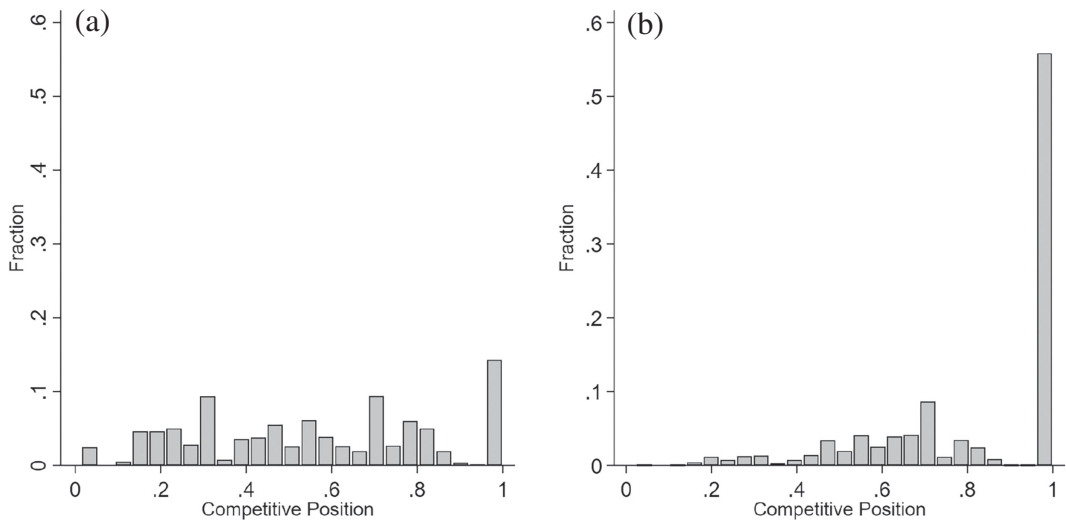 (a)
.6
.5
.4
.3
.2
.1
0
Fraction
0 .2 .4 .6 .8 1
Competitive Position
(b)
.6
.5
.4
.3
.2
.1
0
Fraction
0 .2 .4 .6 .8 1
Competitive Position